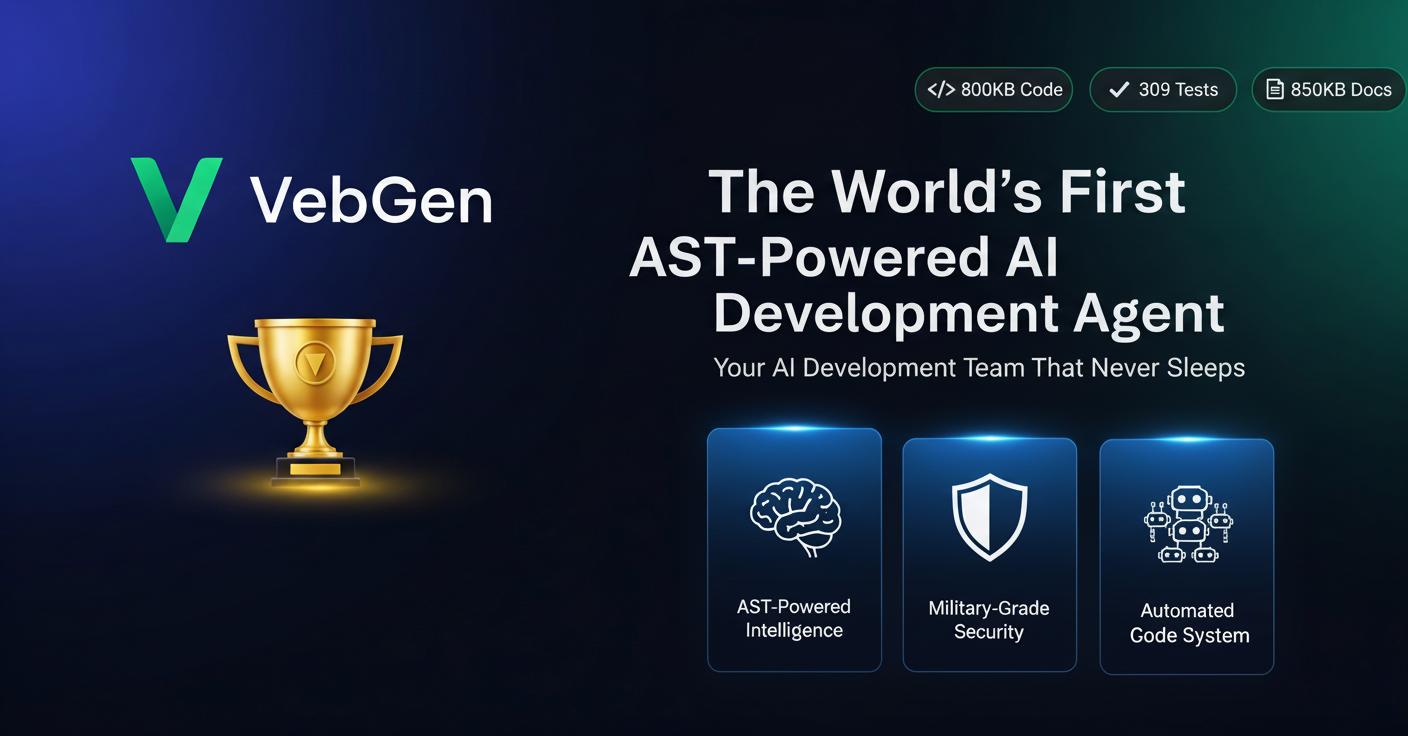 </> 800KB Code
309 Tests
850KB Docs
VebGen
The World's First
AST-Powered AI
Development Agent
Your AI Development Team That Never Sleeps
AST-Powered
Intelligence
Military-Grade
Security
Automated
Gode System